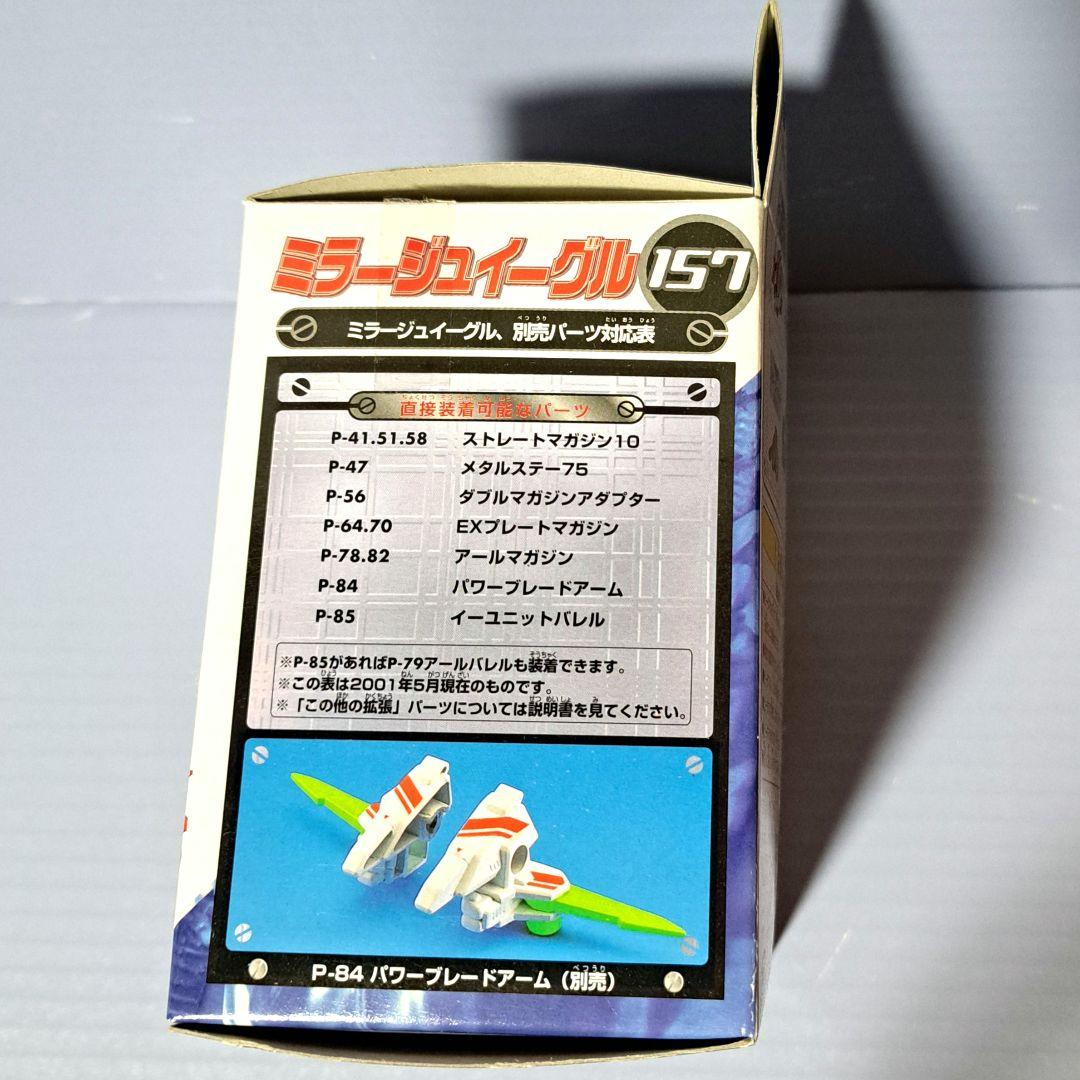 ミラージュイーグル 157
ミラージュイーグル、別売パーツ対応表
直接装着可能なパーツ
P-41.51.58 ストレートマガジン10
P-47 メタルステー75
P-56 ダブルマガジンアダプター
P-64.70 EXプレートマガジン
P-78.82 アールマガジン
P-84 パワーブレードアーム
P-85 イーユニットバレル
※P-85があればP-79アールバレルも装着できます。
※この表は2001年5月現在のものです。
※「この他の拡張」パーツについては説明書を見てください。
P-84 パワーブレードアーム（別売）